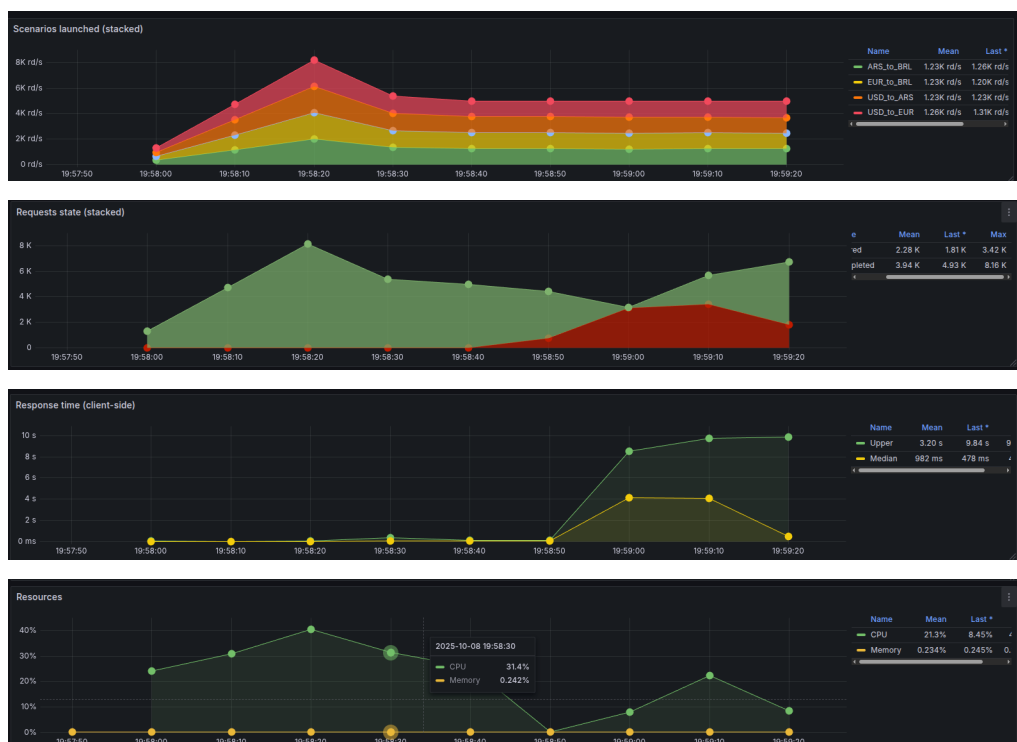 Scenarios launched (stacked)
8K rd/s
6K rd/s
4K rd/s
2K rd/s
0 rd/s
19:57:50 19:58:00 19:58:10 19:58:20 19:58:30 19:58:40 19:58:50 19:59:00 19:59:10 19:59:20
Name Mean Last *
ARS_to_BRL 1.23K rd/s 1.26K rd/s
EUR_to_BRL 1.23K rd/s 1.20K rd/s
USD_to_ARS 1.23K rd/s 1.23K rd/s
USD_to_EUR 1.26K rd/s 1.31K rd/s
Requests state (stacked)
8 K
6 K
4 K
2 K
0
19:57:50 19:58:00 19:58:10 19:58:20 19:58:30 19:58:40 19:58:50 19:59:00 19:59:10 19:59:20
e Mean Last * Max
red 2.28 K 1.81 K 3.42 K
pleted 3.94 K 4.93 K 8.16 K
Response time (client-side)
10 s
8 s
6 s
4 s
2 s
0 ms
19:57:50 19:58:00 19:58:10 19:58:20 19:58:30 19:58:40 19:58:50 19:59:00 19:59:10 19:59:20
Name Mean Last *
Upper 3.20 s 9.84 s 9
Median 982 ms 478 ms
Resources
40%
30%
20%
10%
0%
19:57:50 19:58:00 19:58:10 19:58:20 19:58:30 19:58:40 19:58:50 19:59:00 19:59:10 19:59:20
2025-10-08 19:58:30
CPU 31.4%
Memory 0.242%
Name Mean Last *
CPU 21.3% 8.45%
Memory 0.234% 0.245% 0.